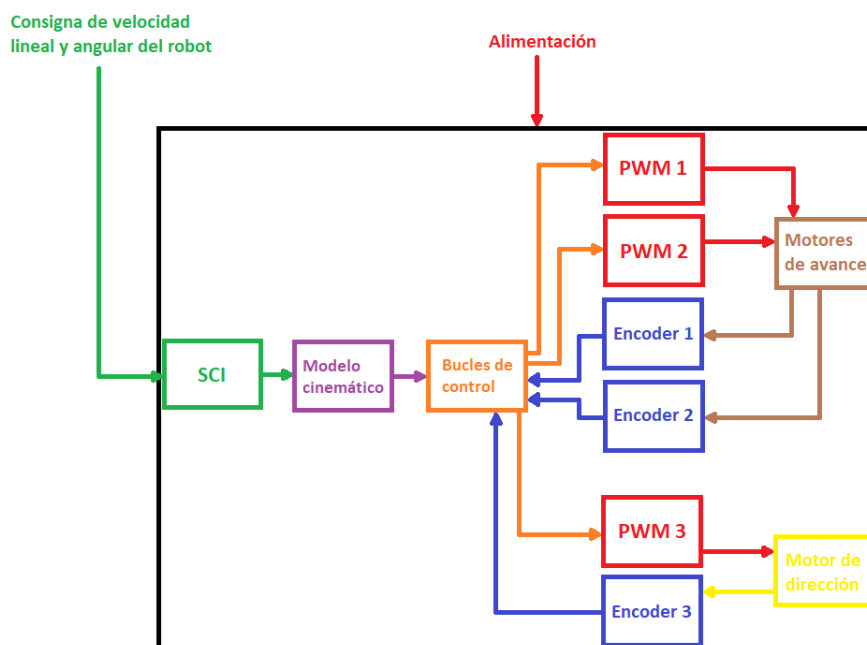 Consigna de velocidad
lineal y angular del robot
Alimentación
PWM 1
PWM 2
Motores
de avance
Encoder 1
SCI
Modelo
cinemático
Bucles de
control
Encoder 2
PWM 3
Motor de
dirección
Encoder 3